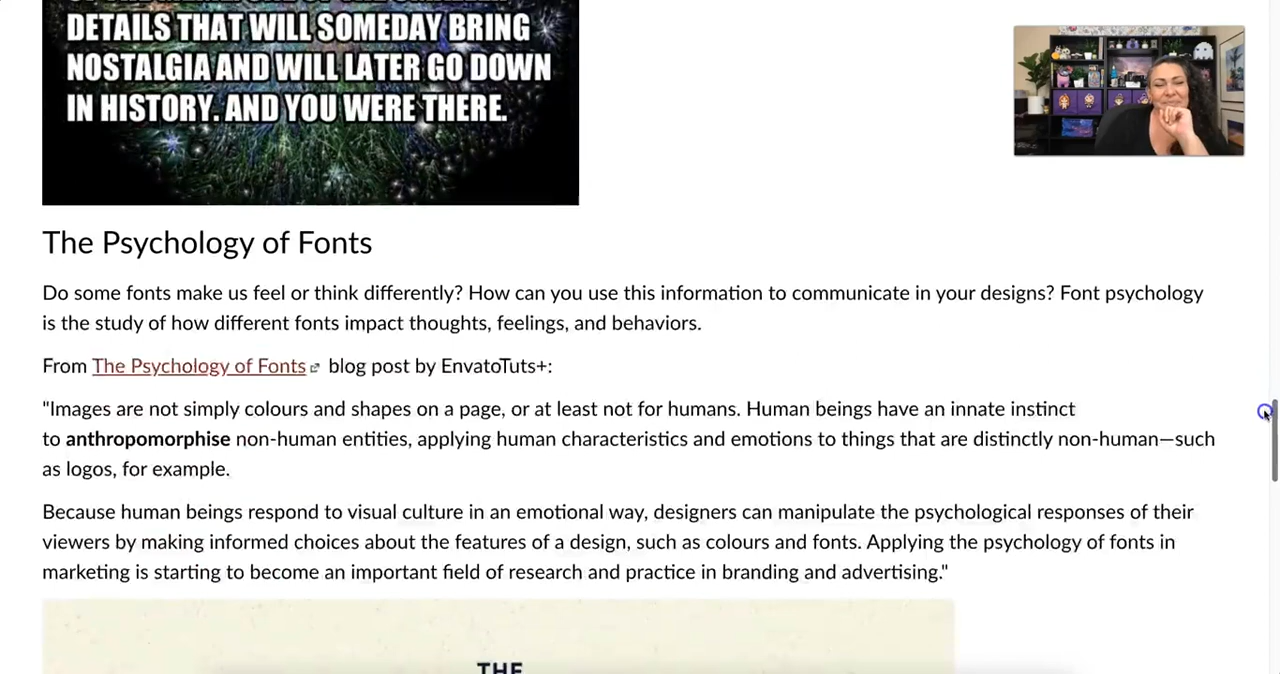 DETAILS THAT WILL SOMEDAY BRING
NOSTALGIA AND WILL LATER GO DOWN
IN HISTORY. AND YOU WERE THERE.
The Psychology of Fonts
Do some fonts make us feel or think differently? How can you use this information to communicate in your designs? Font psychology
is the study of how different fonts impact thoughts, feelings, and behaviors.
From The Psychology of Fonts blog post by EnvatoTuts+:
"Images are not simply colours and shapes on a page, or at least not for humans. Human beings have an innate instinct
to anthropomorphise non-human entities, applying human characteristics and emotions to things that are distinctly non-human—such
as logos, for example.
Because human beings respond to visual culture in an emotional way, designers can manipulate the psychological responses of their
viewers by making informed choices about the features of a design, such as colours and fonts. Applying the psychology of fonts in
marketing is starting to become an important field of research and practice in branding and advertising."
THE